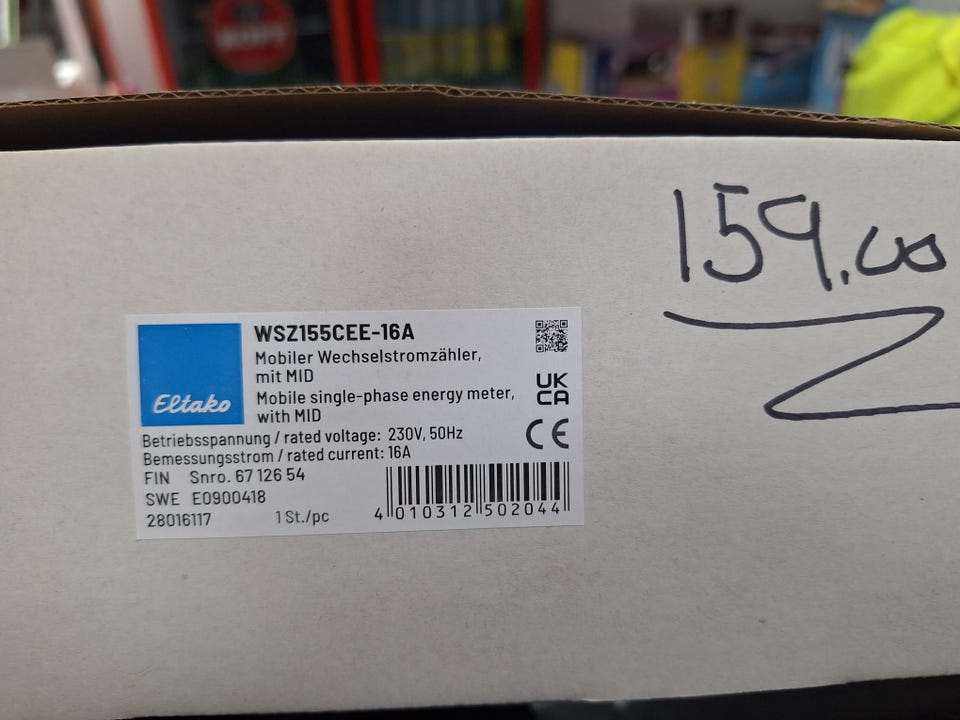 159.00
WSZ155CEE-16A
Mobiler Wechselstromzähler,
mit MID
Mobile single-phase energy meter,
with MID
Eltako
UK
CA
CE
Betriebsspannung / rated voltage: 230V, 50Hz
Bemessungsstrom / rated current: 16A
FIN Snro. 67 126 54
SWE E0900418
28016117 1 St./pc
4 010312 502044